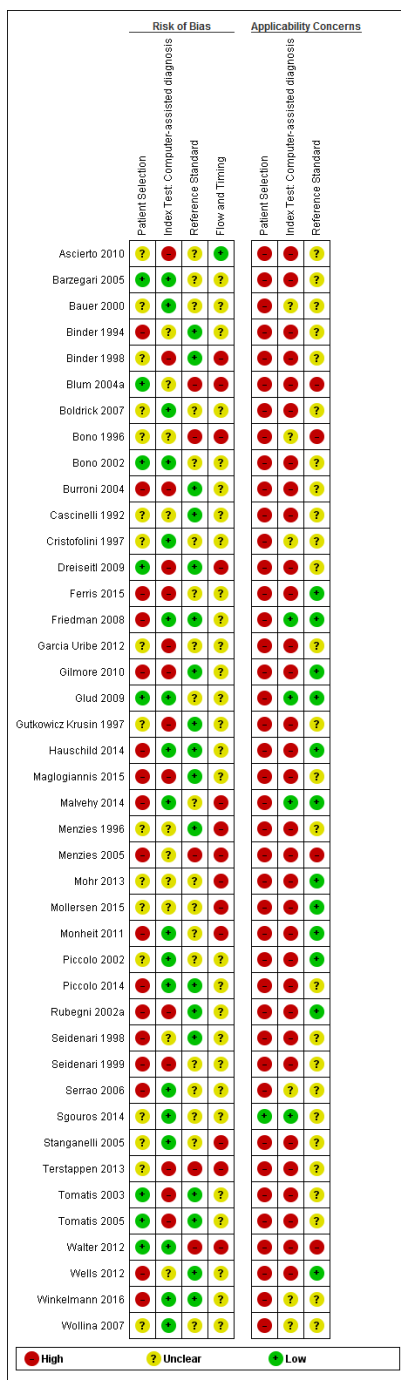 Risk of Bias
Applicability Concerns
Patient Selection
Index Test: Computer-assisted diagnosis
Reference Standard
Flow and Timing
Patient Selection
Index Test: Computer-assisted diagnosis
Reference Standard
Ascierto 2010 ? - ? + - - ?
Barzegari 2005 + + ? ? - - ?
Bauer 2000 ? + ? ? - ? ?
Binder 1994 - ? + ? - - ?
Binder 1998 ? - + - - - ?
Blum 2004a + ? - - - - -
Boldrick 2007 ? + ? ? - - ?
Bono 1996 ? ? - - - ? -
Bono 2002 + + ? ? - - ?
Burroni 2004 - - + ? - - ?
Cascinelli 1992 ? ? + ? - - ?
Cristofolini 1997 ? + ? ? - ? ?
Dreiseitl 2009 + - + - - - ?
Ferris 2015 - - ? ? - - +
Friedman 2008 - + + ? - + +
Garcia Uribe 2012 ? - ? ? - - ?
Gilmore 2010 - - + ? - - +
Glud 2009 + + ? ? - + +
Gutkowicz Krusin 1997 ? - + ? - - ?
Hauschild 2014 - + + ? - - +
Maglogiannis 2015 - - + ? - - ?
Malvehy 2014 - + ? - - + +
Menzies 1996 ? ? + - - - ?
Menzies 2005 - ? - - - - -
Mohr 2013 ? ? ? - - - +
Mollersen 2015 ? ? ? - - - +
Monheit 2011 - + ? - - - +
Piccolo 2002 ? + ? ? - - +
Piccolo 2014 - + + ? - - ?
Rubegni 2002a - - + ? - - +
Seidenari 1998 - ? + ? - - ?
Seidenari 1999 - - ? ? - - ?
Serrao 2006 - + ? ? - ? ?
Sgouros 2014 ? + ? ? + + ?
Stanganelli 2005 ? + ? - - - ?
Terstappen 2013 ? - - - - - ?
Tomatis 2003 + - + ? - - ?
Tomatis 2005 + - + ? - - ?
Walter 2012 + + - - - - -
Wells 2012 - ? + ? - - +
Winkelmann 2016 - + + ? - ? ?
Wollina 2007 ? + ? ? - ? ?
- High ? Unclear + Low